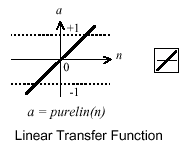 a
+1
n
0
-1
a = purelin(n)
Linear Transfer Function